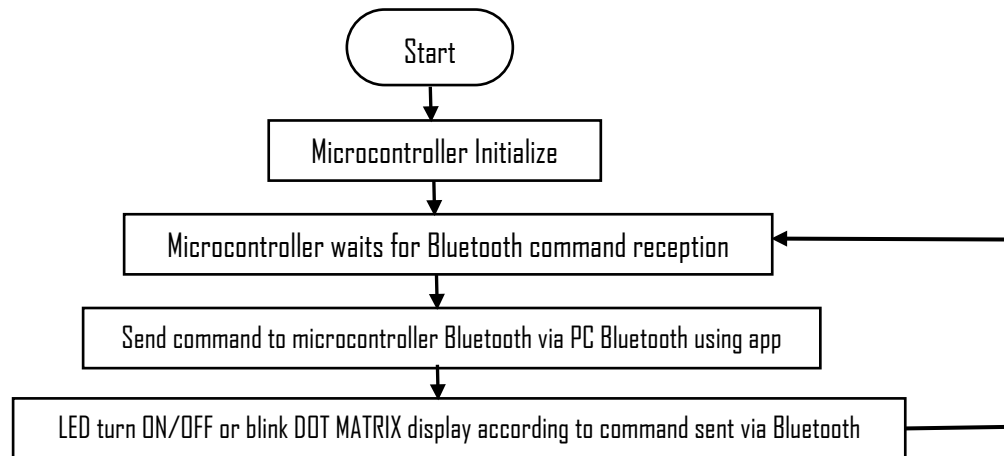 Start
Microcontroller Initialize
Microcontroller waits for Bluetooth command reception
Send command to microcontroller Bluetooth via PC Bluetooth using app
LED turn ON/OFF or blink DOT MATRIX display according to command sent via Bluetooth